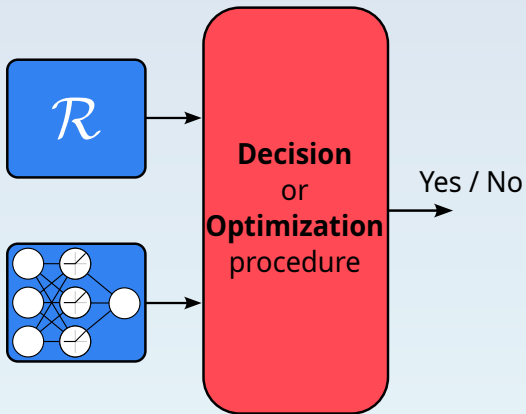 ℛ
Decision
or
Optimization
procedure
Yes / No